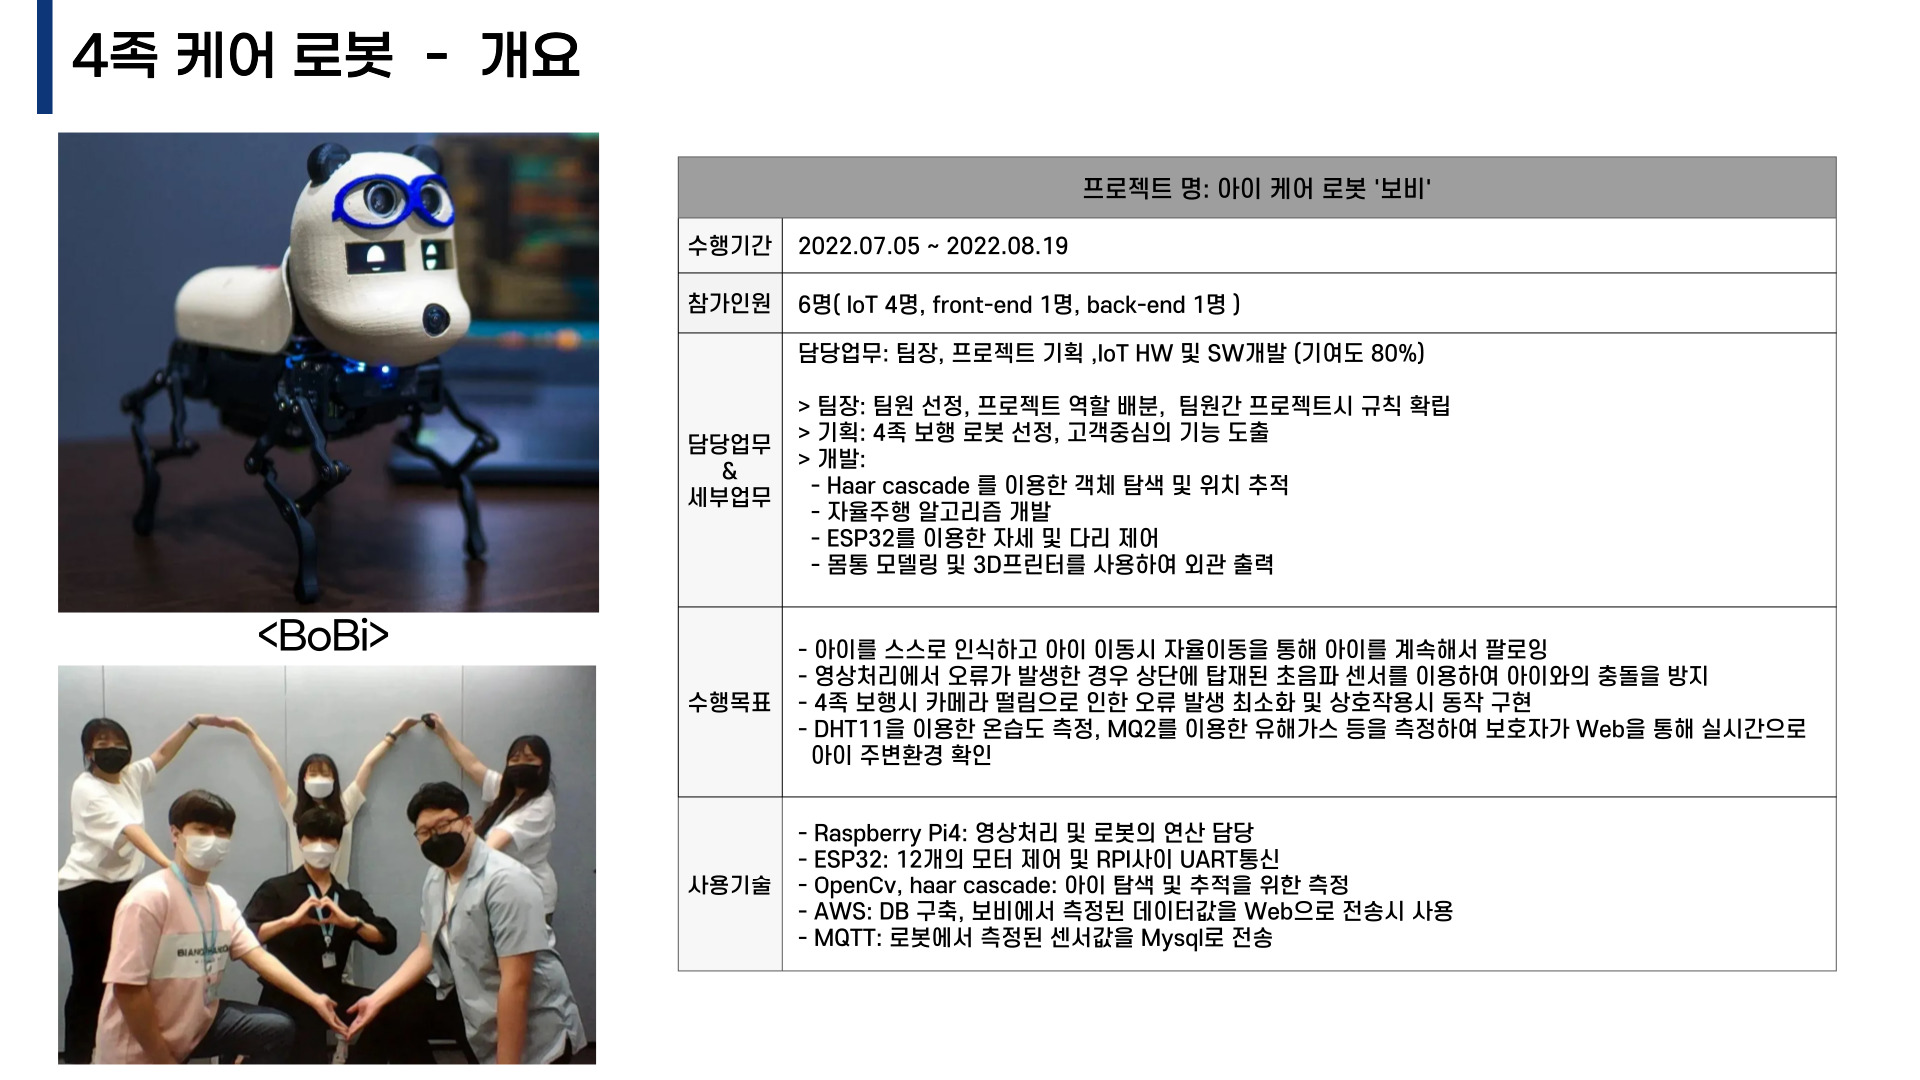 4족 케어 로봇 - 개요
<BoBi>
프로젝트 명: 아이 케어 로봇 '보비'
수행기간
2022.07.05 ~ 2022.08.19
참가인원
6명( IoT 4명, front-end 1명, back-end 1명 )
담당업무
&
세부업무
담당업무: 팀장, 프로젝트 기획 ,IoT HW 및 SW개발 (기여도 80%)
> 팀장: 팀원 선정, 프로젝트 역할 배분, 팀원간 프로젝트시 규칙 확립
> 기획: 4족 보행 로봇 선정, 고객중심의 기능 도출
> 개발:
- Haar cascade 를 이용한 객체 탐색 및 위치 추적
- 자율주행 알고리즘 개발
- ESP32를 이용한 자세 및 다리 제어
- 몸통 모델링 및 3D프린터를 사용하여 외관 출력
수행목표
- 아이를 스스로 인식하고 아이 이동시 자율이동을 통해 아이를 계속해서 팔로잉
- 영상처리에서 오류가 발생한 경우 상단에 탑재된 초음파 센서를 이용하여 아이와의 충돌을 방지
- 4족 보행시 카메라 떨림으로 인한 오류 발생 최소화 및 상호작용시 동작 구현
- DHT11을 이용한 온습도 측정, MQ2를 이용한 유해가스 등을 측정하여 보호자가 Web을 통해 실시간으로
아이 주변환경 확인
사용기술
- Raspberry Pi4: 영상처리 및 로봇의 연산 담당
- ESP32: 12개의 모터 제어 및 RPI사이 UART통신
- OpenCv, haar cascade: 아이 탐색 및 추적을 위한 측정
- AWS: DB 구축, 보비에서 측정된 데이터값을 Web으로 전송시 사용
- MQTT: 로봇에서 측정된 센서값을 Mysql로 전송